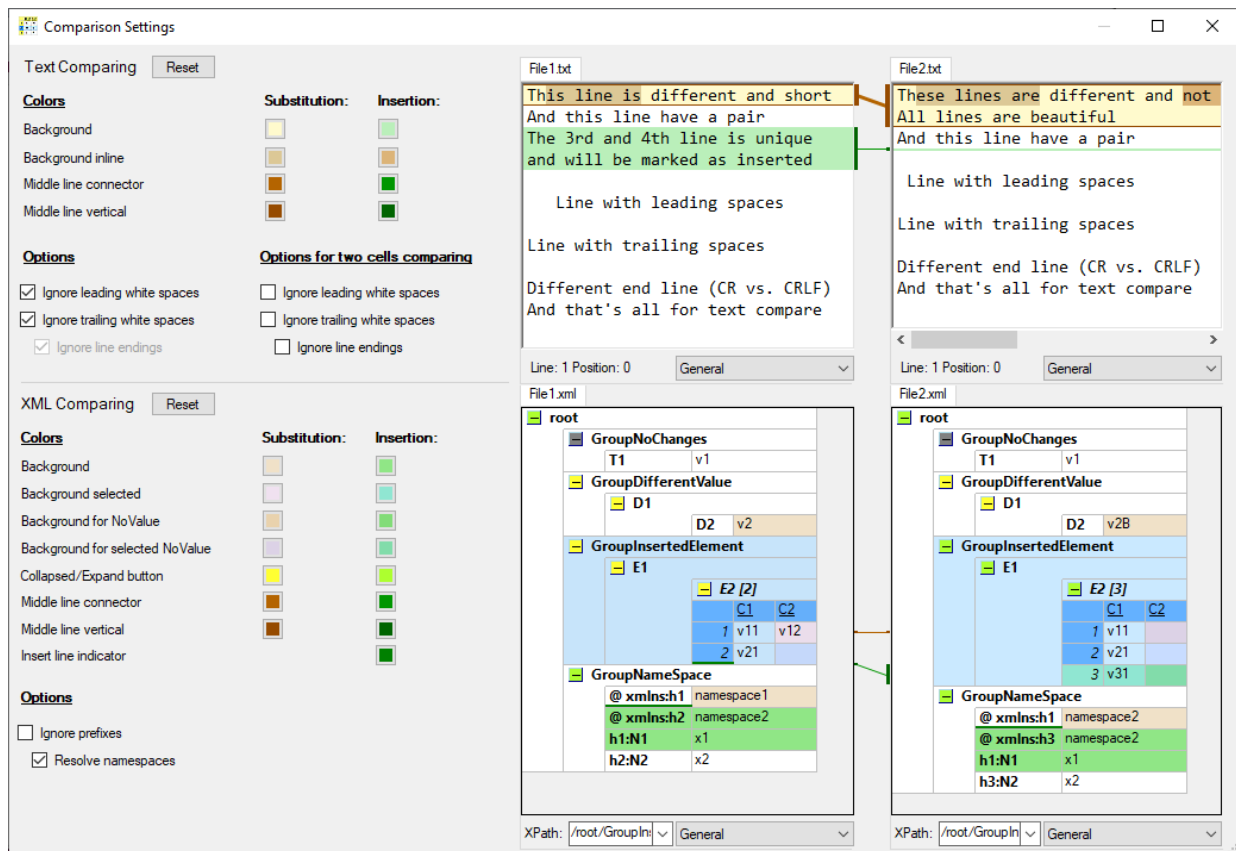 Comparison Settings
Text Comparing Reset
Colors Substitution: Insertion:
Background
Background inline
Middle line connector
Middle line vertical
Options Options for two cells comparing
Ignore leading white spaces Ignore leading white spaces
Ignore trailing white spaces Ignore trailing white spaces
Ignore line endings Ignore line endings
XML Comparing Reset
Colors Substitution: Insertion:
Background
Background selected
Background for NoValue
Background for selected NoValue
Collapsed/Expand button
Middle line connector
Middle line vertical
Insert line indicator
Options
Ignore prefixes
Resolve namespaces
File1.txt
This line is different and short
And this line have a pair
The 3rd and 4th line is unique
and will be marked as inserted
Line with leading spaces
Line with trailing spaces
Different end line (CR vs. CRLF)
And that's all for text compare
Line: 1 Position: 0 General
File2.txt
These lines are different and not
All lines are beautiful
And this line have a pair
Line with leading spaces
Line with trailing spaces
Different end line (CR vs. CRLF)
And that's all for text compare
Line: 1 Position: 0 General
File1.xml
root
GroupNoChanges
T1 v1
GroupDifferentValue
D1
D2 v2
GroupInsertedElement
E1
E2 [2]
C1 C2
1 v11 v12
2 v21
GroupNameSpace
@ xmlns:h1 namespace1
@ xmlns:h2 namespace2
h1:N1 x1
h2:N2 x2
XPath: /root/GroupIn General
File2.xml
root
GroupNoChanges
T1 v1
GroupDifferentValue
D1
D2 v2B
GroupInsertedElement
E1
E2 [3]
C1 C2
1 v11
2 v21
3 v31
GroupNameSpace
@ xmlns:h1 namespace2
@ xmlns:h3 namespace2
h1:N1 x1
h3:N2 x2
XPath: /root/GroupIn General